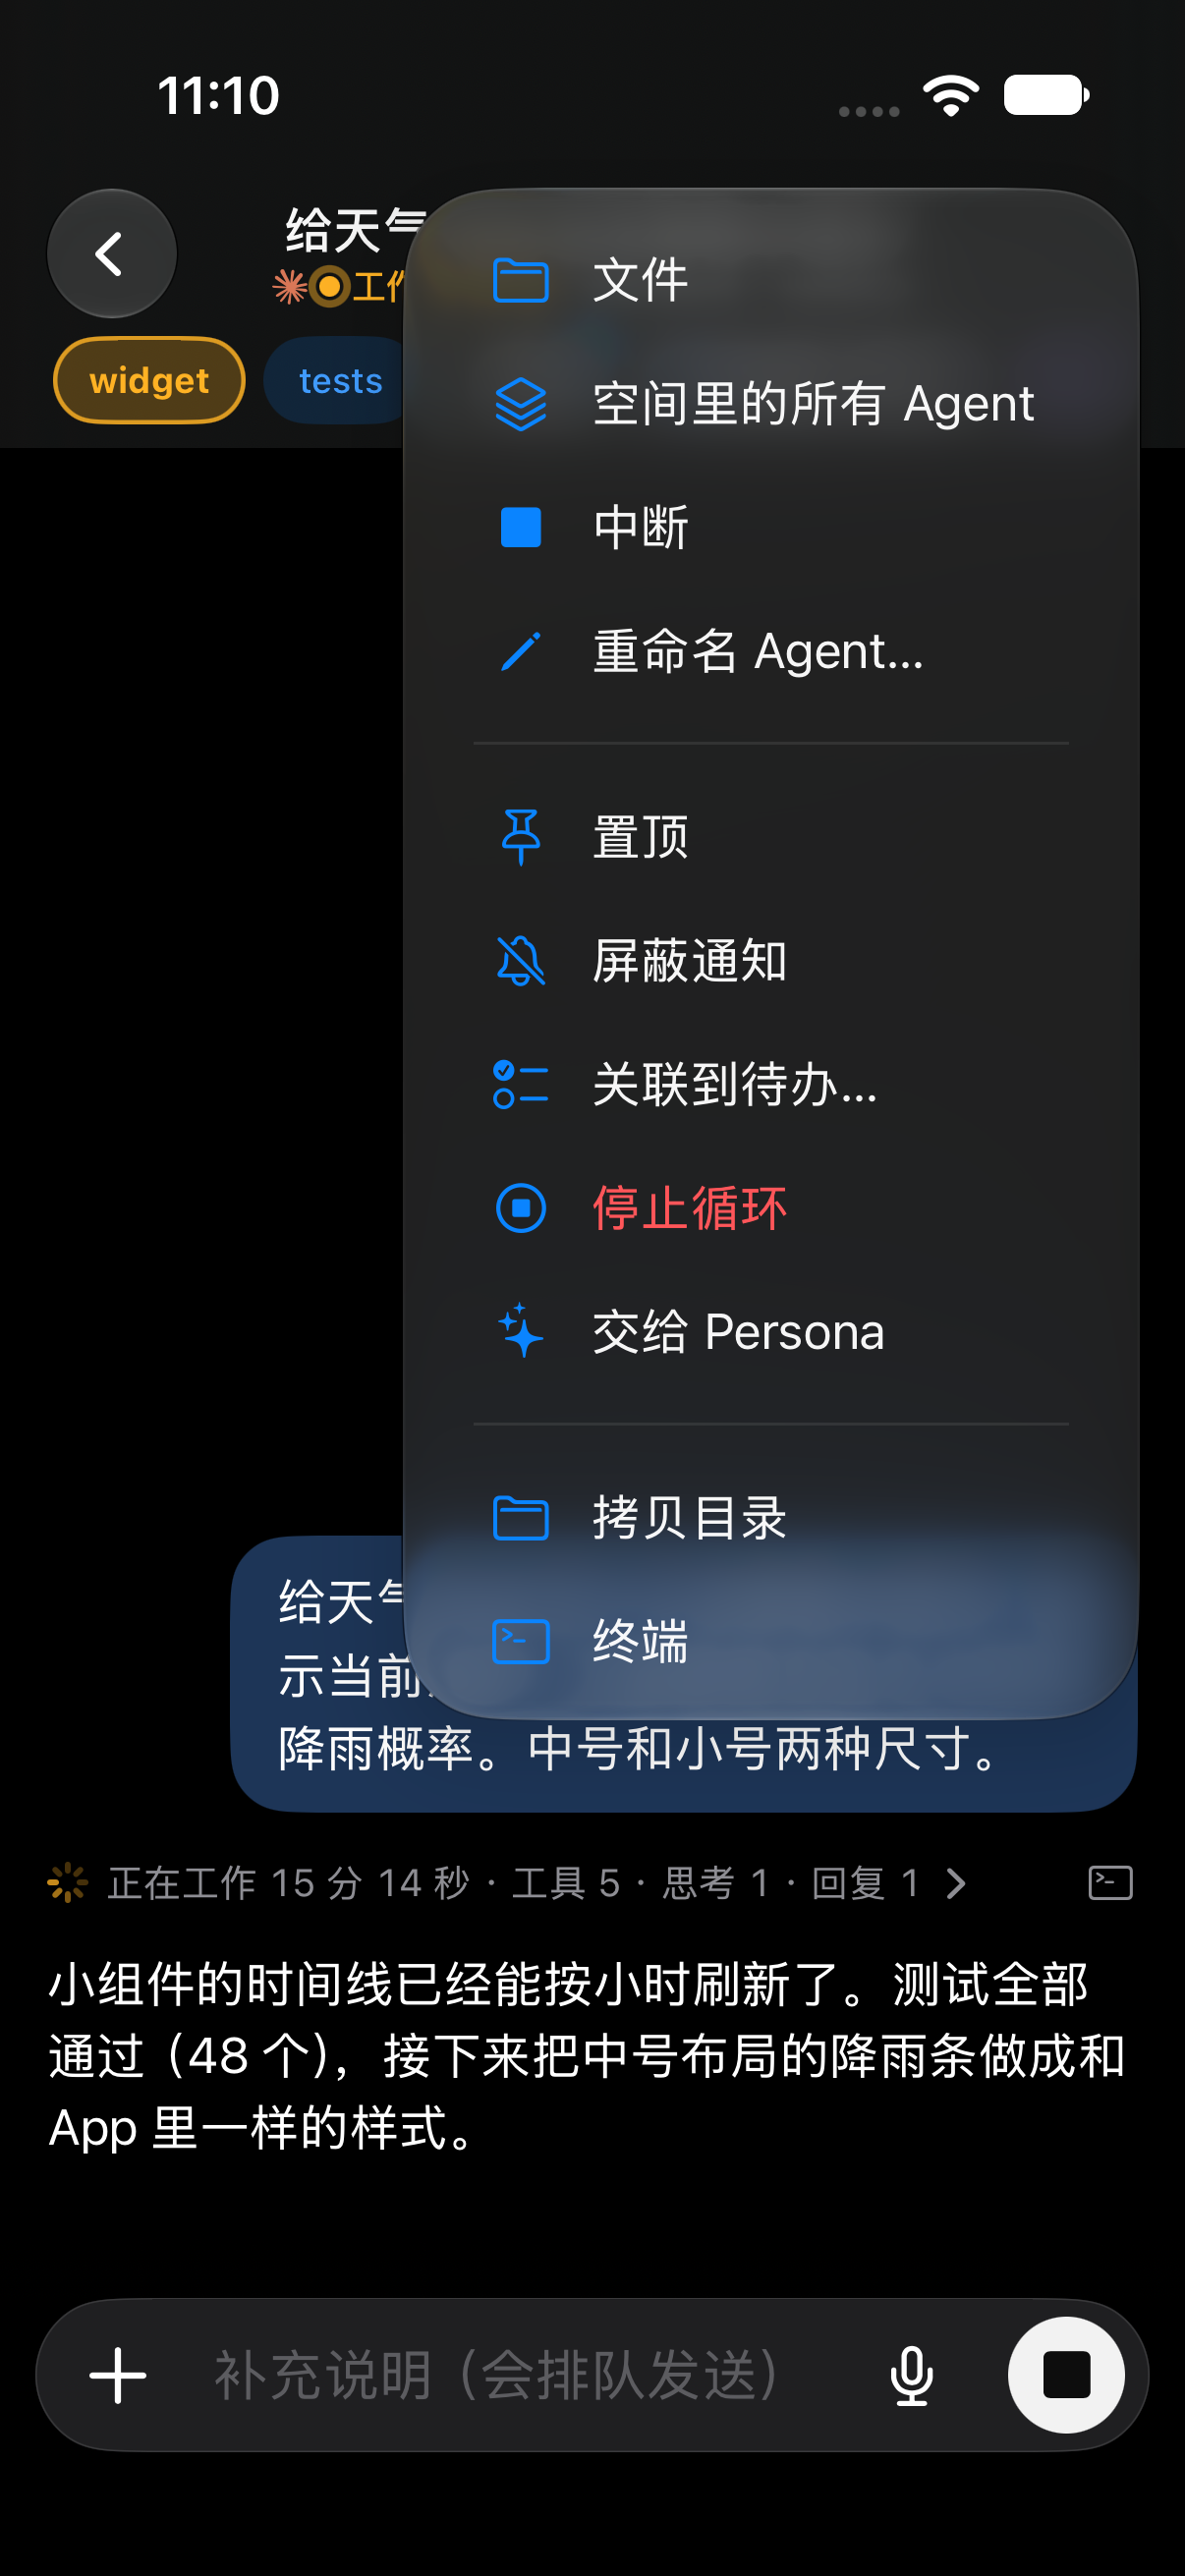 11:10
给天气
工作
widget
tests
文件
空间里的所有 Agent
中断
重命名 Agent...
置顶
屏蔽通知
关联到待办...
停止循环
交给 Persona
拷贝目录
终端
给天气
示当前
降雨概率。中号和小号两种尺寸。
正在工作 15 分 14 秒 · 工具 5 · 思考 1 · 回复 1
小组件的时间线已经能按小时刷新了。测试全部
通过（48 个），接下来把中号布局的降雨条做成和
App 里一样的样式。
补充说明（会排队发送）